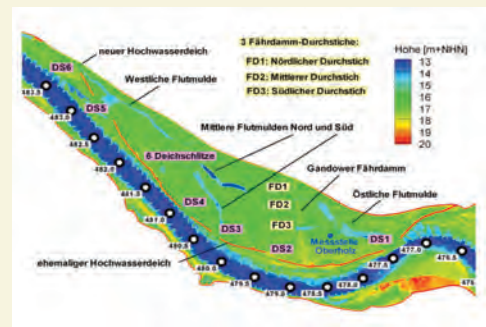 neuer Hochwasserdeich
DS6
Westliche Flutmulde
3 Fährdamm-Durchstiche:
FD1: Nördlicher Durchstich
FD2: Mittlerer Durchstich
FD3: Südlicher Durchstich
Höhe [m+NHN]
13
14
15
16
17
18
19
20
483.5
483.0
DS5
482.5
Mittlere Flutmulden Nord und Süd
482.0
6 Deichschlitze
Gandower Fährdamm
481.5
FD1
Östliche Flutmulde
DS4
FD2
481.0
DS3
FD3
DS1
Messstelle
Oberholz
480.5
DS2
477.0
476.5
ehemaliger Hochwasserdeich
480.0
477.5
476.
479.5
479.0
478.5
478.0